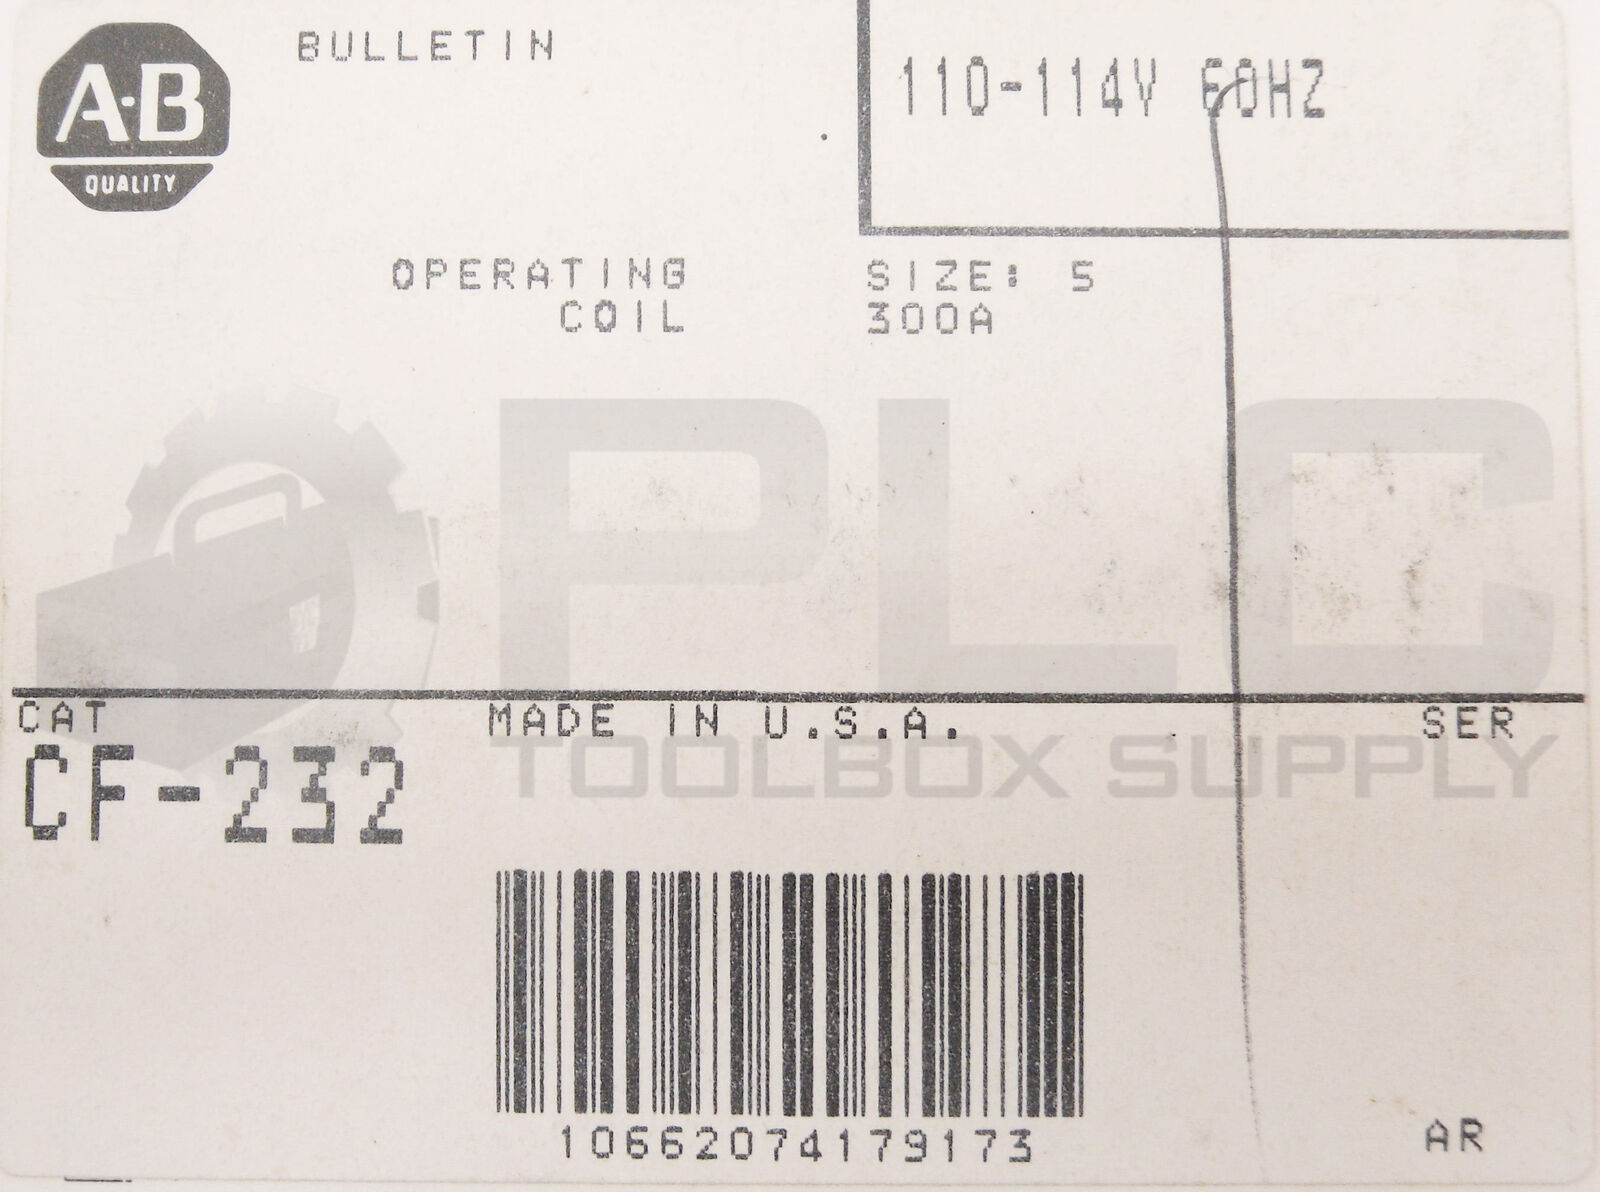 A·B
QUALITY
BULLETIN
110-114V 60HZ
OPERATING
COIL
SIZE: 5
300A
PLC
TOOLBOX SUPPLY
CAT
MADE IN U.S.A.
SER
CF-232
10662074179173
AR